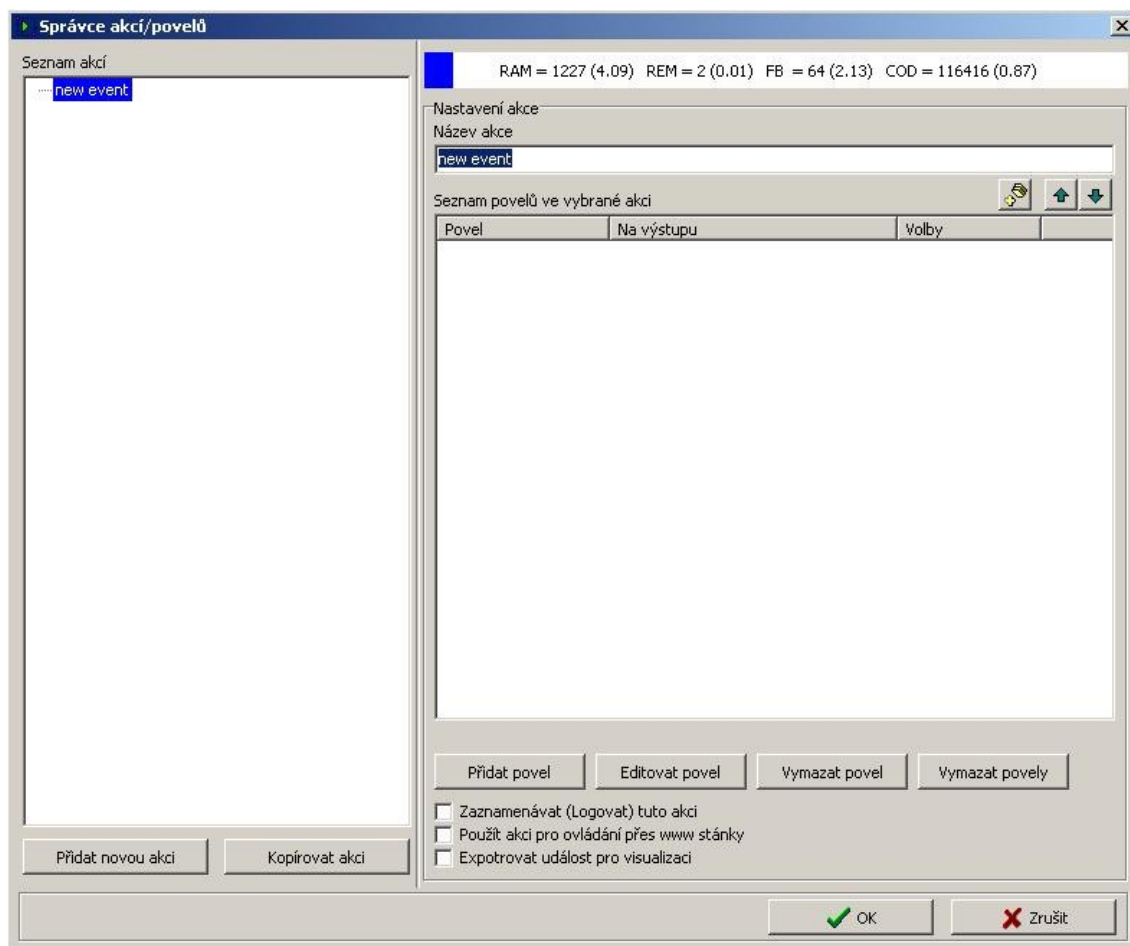 Správce akcí/povelů
Seznam akcí
new event
Přidat novou akci
Kopírovat akci
RAM = 1227 (4.09) REM = 2 (0.01) FB = 64 (2.13) COD = 116416 (0.87)
Nastavení akce
Název akce
new event
Seznam povelů ve vybrané akci
Povel Na výstupu Volby
Přidat povel Editovat povel Vymazat povel Vymazat povely
Zaznamenávat (Logovat) tuto akci
Použít akci pro ovládání přes www stánky
Expotrovat událost pro visualizaci
OK Zrušit